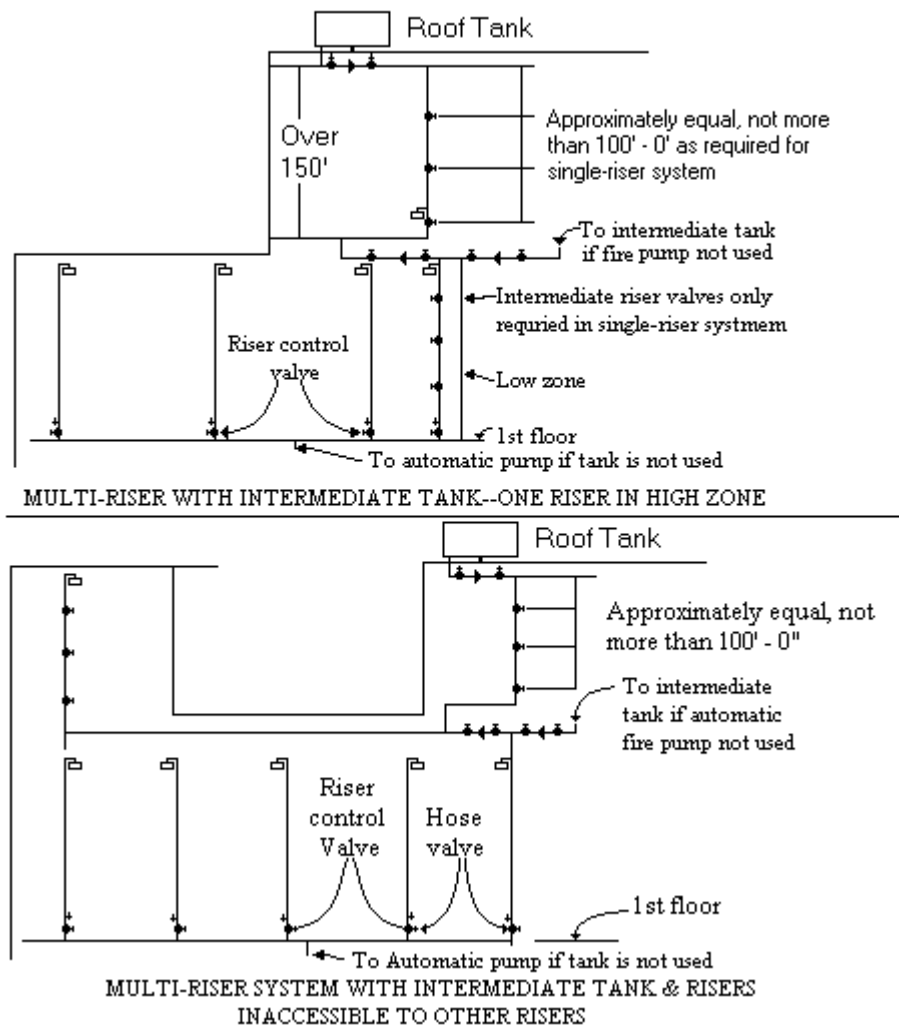 Roof Tank
Over
150'
Approximately equal, not more
than 100' - 0' as required for
single-riser system
To intermediate tank
if fire pump not used
Intermediate riser valves only
requried in single-riser systmem
Riser control
valve
Low zone
1st floor
To automatic pump if tank is not used
MULTI-RISER WITH INTERMEDIATE TANK--ONE RISER IN HIGH ZONE
Roof Tank
Approximately equal, not
more than 100' - 0"
To intermediate
tank if automatic
fire pump not used
Riser
control
Valve
Hose
valve
1st floor
To Automatic pump if tank is not used
MULTI-RISER SYSTEM WITH INTERMEDIATE TANK & RISERS
INACCESSIBLE TO OTHER RISERS